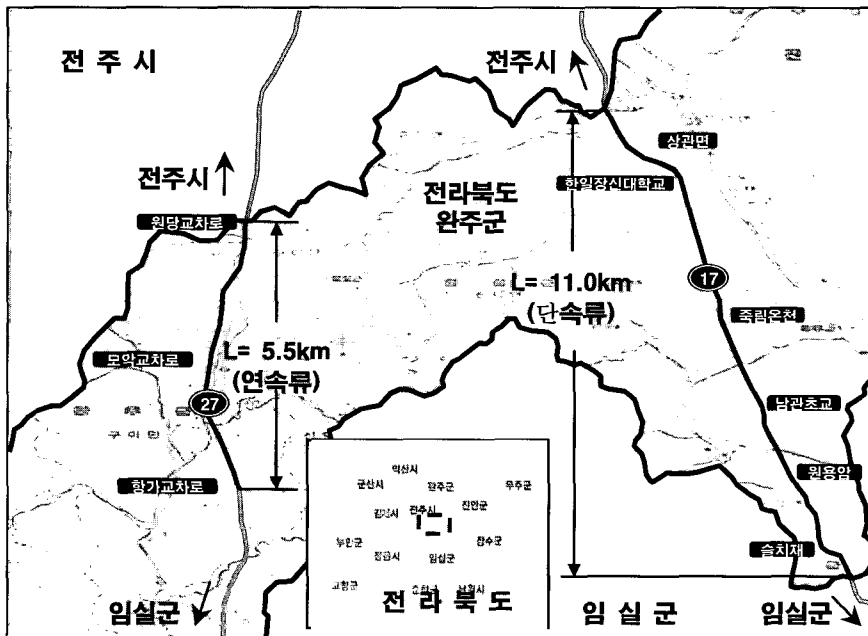 전 주 시
전주시
전주시
상관면
한일장신대학교
전라북도
완주군
원당교차로
L= 11.0km
(단속류)
17
죽림온천
L= 5.5km
(연속류)
모악교차로
27
남관초교
구이면
원용암
항가교차로
슬치재
익산시
군산시
완주군
무주군
김제시
전주시
진안군
부안군
장수군
정읍시
임실군
고창군
순창군
남원시
전 라 북 도
임실군
임 실 군
임실군